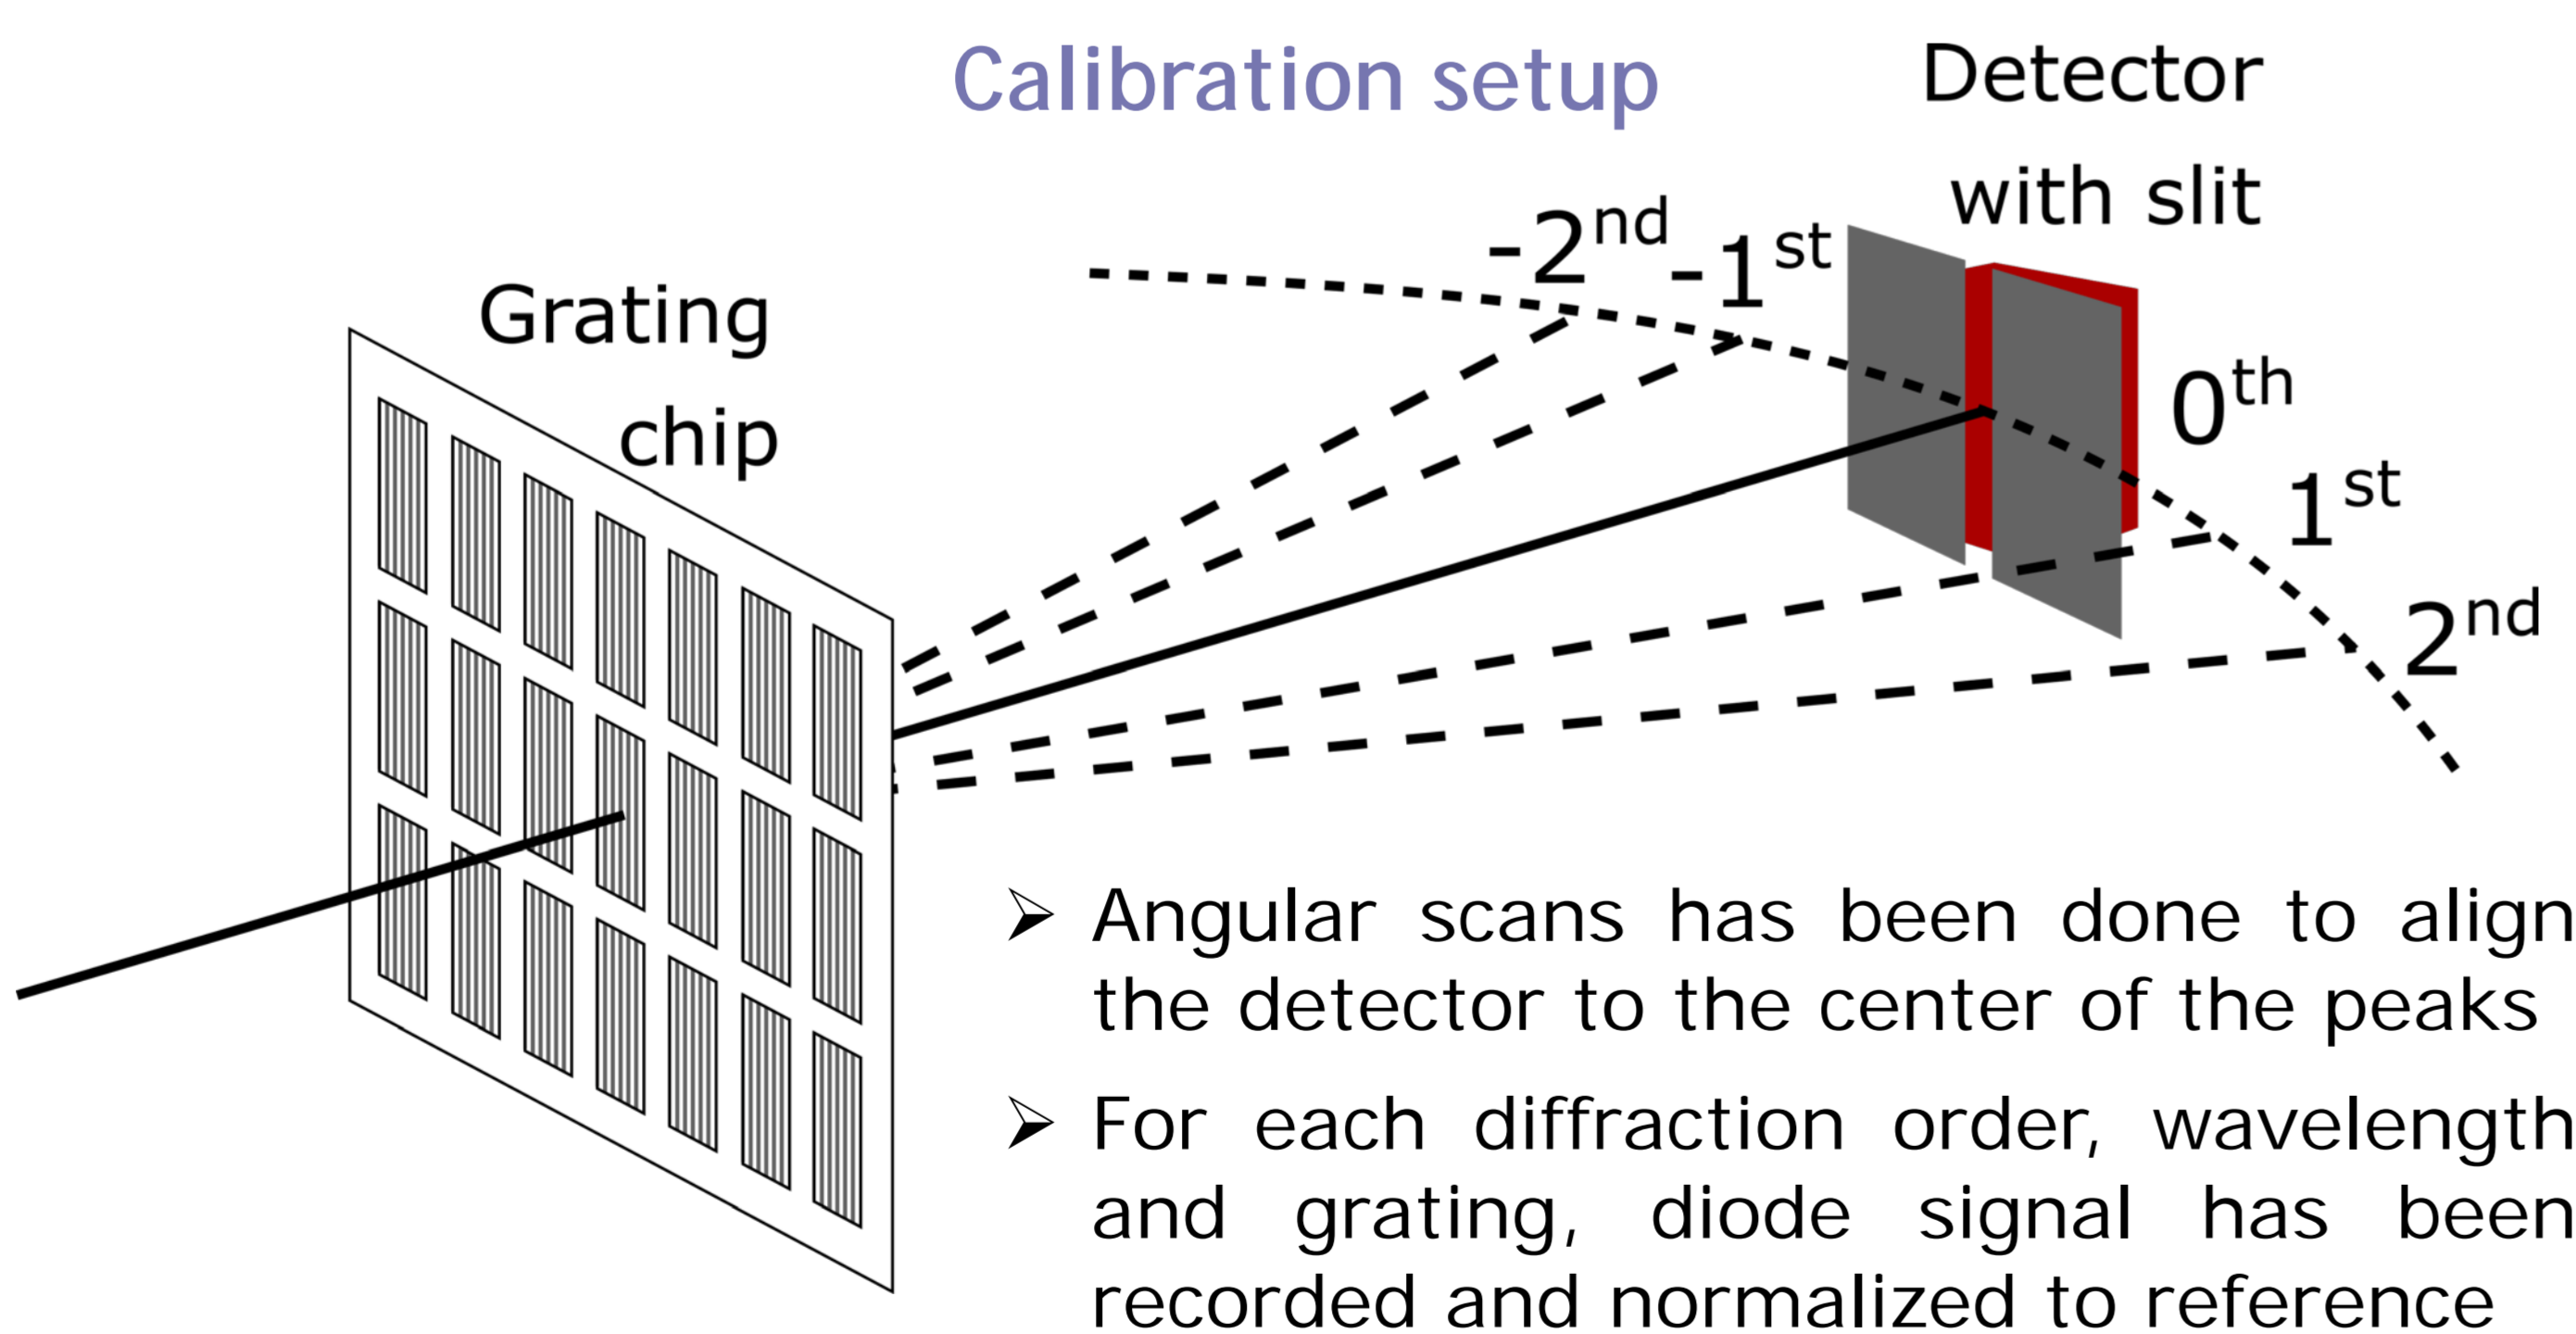 Calibration setup
Detector
with slit
-2nd
-1st
Grating
chip
0th
1st
2nd
➢ Angular scans has been done to align
the detector to the center of the peaks
➢ For each diffraction order, wavelength
and grating, diode signal has been
recorded and normalized to reference